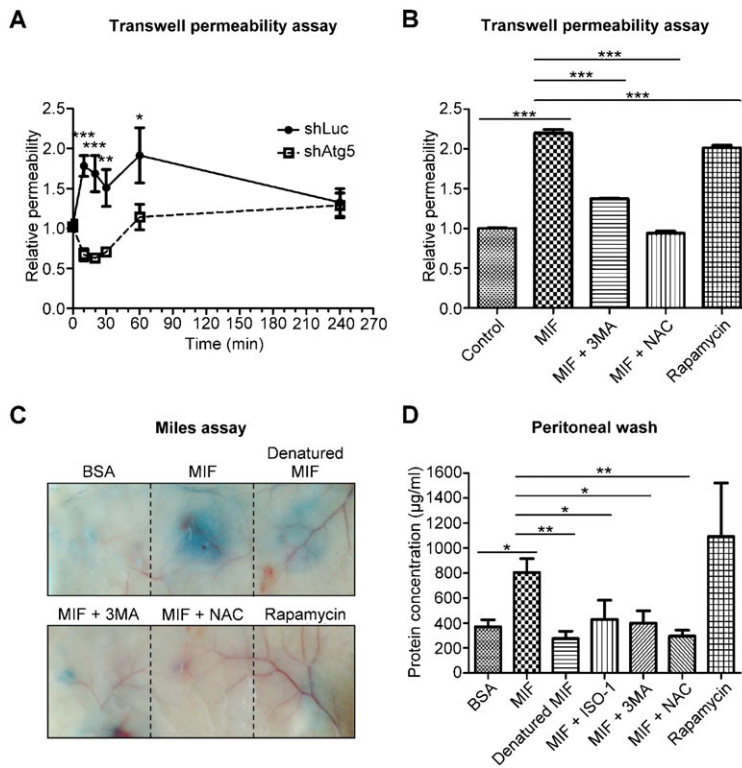 A
Transwell permeability assay
Relative permeability
2.5
2.0
1.5
1.0
0.5
0.0
***
***
**
*
shLuc
shAtg5
0 30 60 90 120 150 180 210 240 270
Time (min)
B
Transwell permeability assay
Relative permeability
2.5
2.0
1.5
1.0
0.5
0.0
***
***
***
***
Control
MIF
MIF + 3MA
MIF + NAC
Rapamycin
C
Miles assay
BSA MIF Denatured
MIF
MIF + 3MA MIF + NAC Rapamycin
D
Peritoneal wash
Protein concentration (µg/ml)
1600
1400
1200
1000
800
600
400
200
0
**
*
*
**
*
BSA
MIF
Denatured MIF
MIF + ISO-1
MIF + 3MA
MIF + NAC
Rapamycin